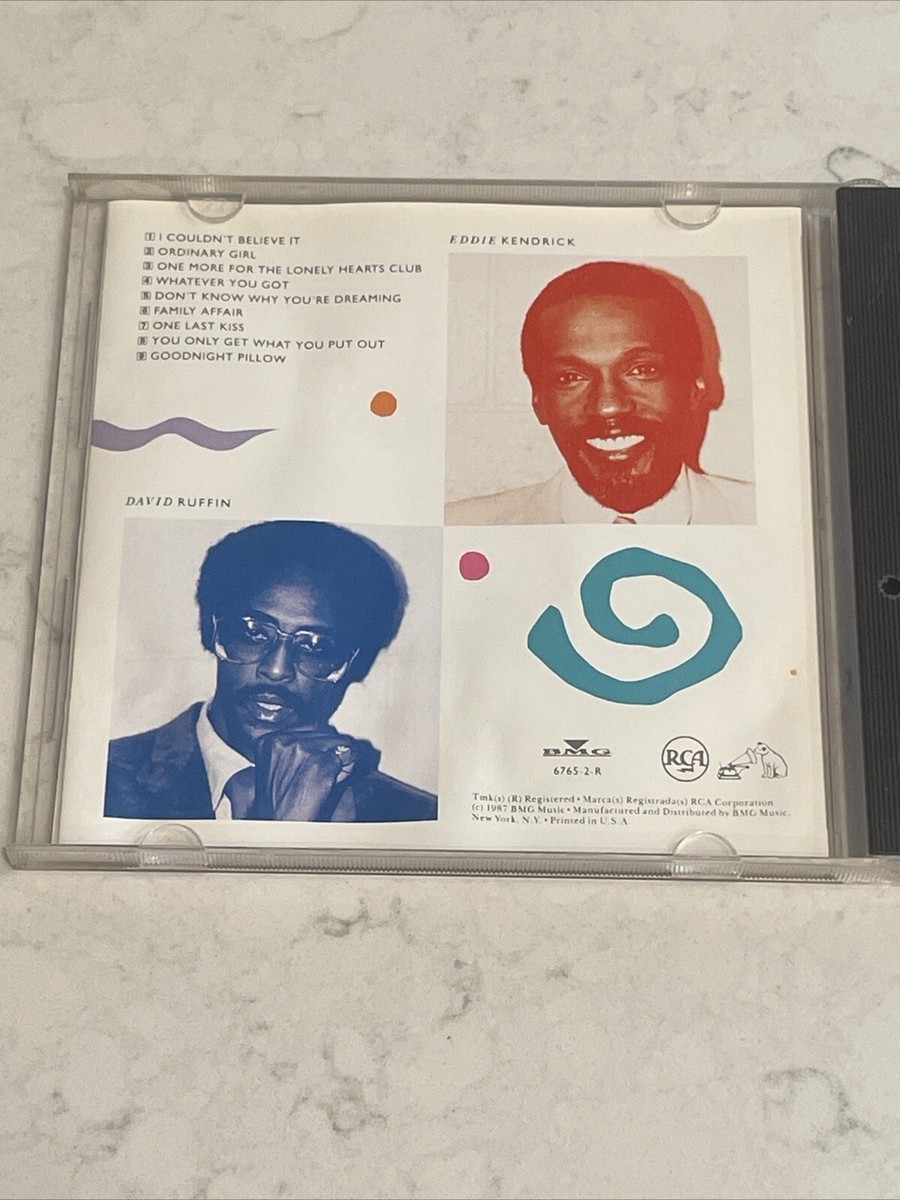 1 I COULDN'T BELIEVE IT
2 ORDINARY GIRL
3 ONE MORE FOR THE LONELY HEARTS CLUB
4 WHATEVER YOU GOT
5 DON'T KNOW WHY YOU'RE DREAMING
6 FAMILY AFFAIR
7 ONE LAST KISS
8 YOU ONLY GET WHAT YOU PUT OUT
9 GOODNIGHT PILLOW
EDDIE KENDRICK
DAVID RUFFIN
BMG
6765-2-R
RCA
Tmk(s) (R) Registered • Marca(s) Registrada(s) RCA Corporation
(c) 1987 BMG Music • Manufactured and Distributed by BMG Music,
New York, N.Y. • Printed in U.S.A.